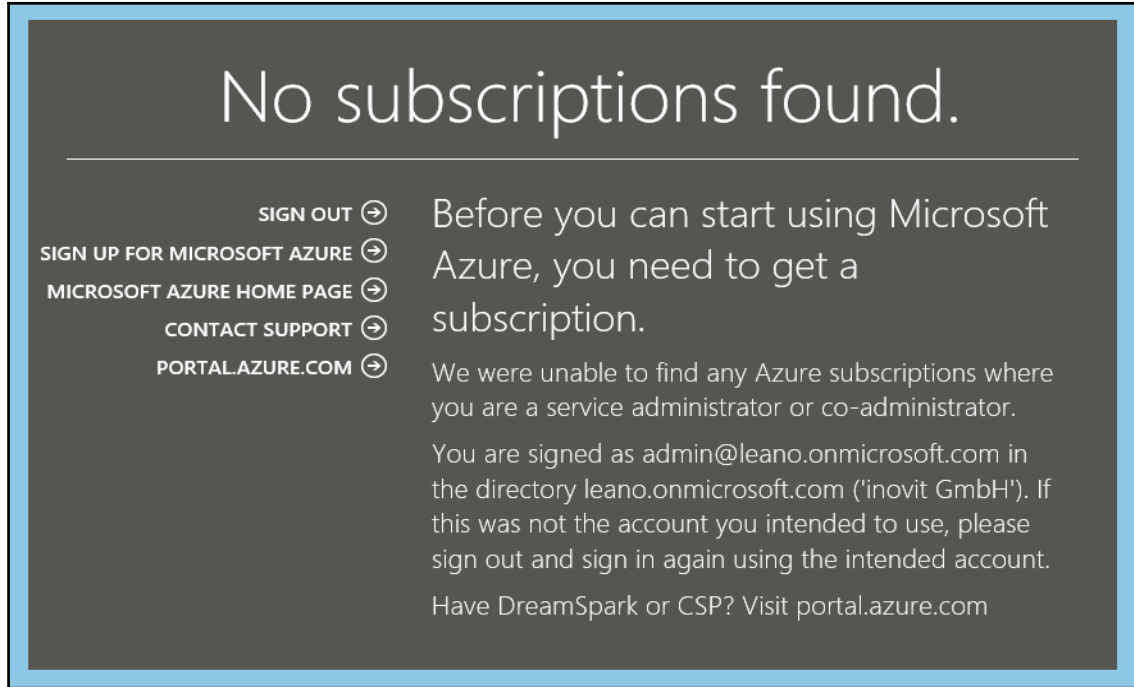 No subscriptions found.
SIGN OUT
SIGN UP FOR MICROSOFT AZURE
MICROSOFT AZURE HOME PAGE
CONTACT SUPPORT
PORTAL.AZURE.COM
Before you can start using Microsoft
Azure, you need to get a
subscription.
We were unable to find any Azure subscriptions where
you are a service administrator or co-administrator.
You are signed as admin@leano.onmicrosoft.com in
the directory leano.onmicrosoft.com ('inovit GmbH'). If
this was not the account you intended to use, please
sign out and sign in again using the intended account.
Have DreamSpark or CSP? Visit portal.azure.com